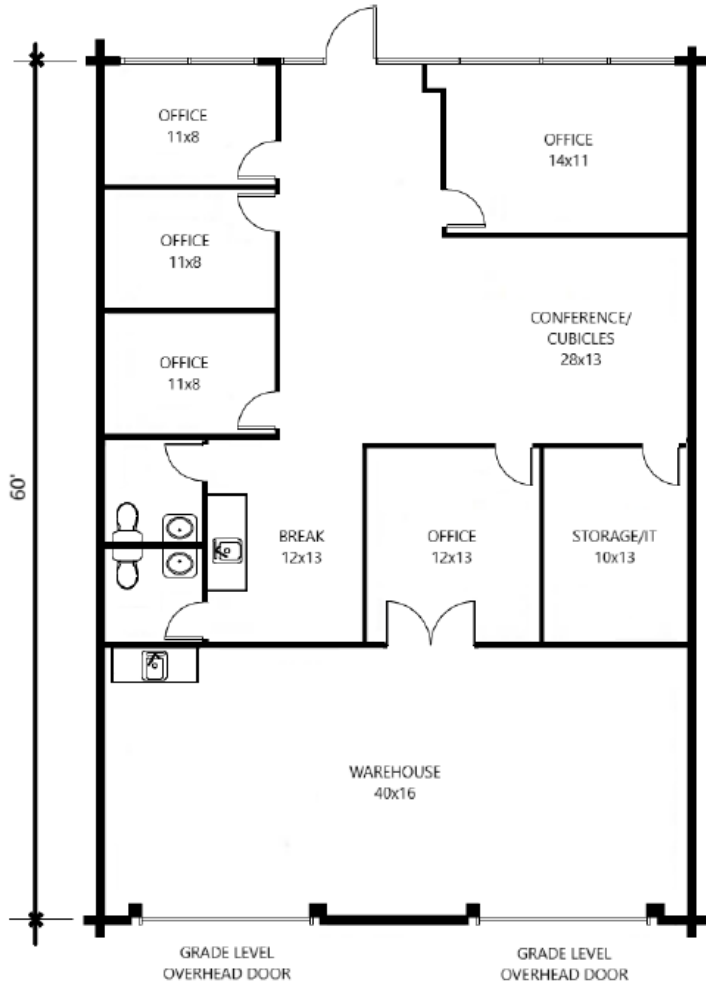 OFFICE
11x8
OFFICE
14x11
OFFICE
11x8
CONFERENCE/
CUBICLES
28x13
OFFICE
11x8
60'
BREAK
12x13
OFFICE
12x13
STORAGE/IT
10x13
WAREHOUSE
40x16
GRADE LEVEL
OVERHEAD DOOR
GRADE LEVEL
OVERHEAD DOOR